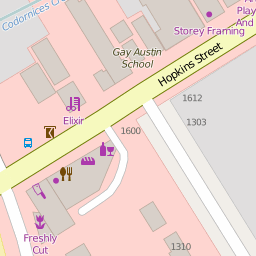 Codornices C
Storey Framing
A
Play
And
Gay Austin
School
Hopkins Street
Elixir
1612
1303
1600
Freshly
Cut
1310